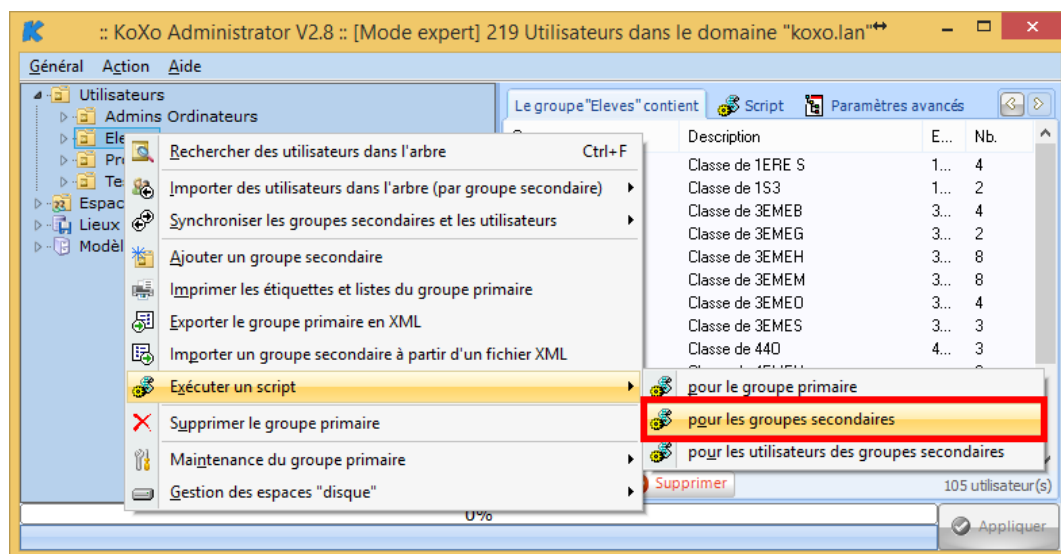 :: KoXo Administrator V2.8 :: [Mode expert] 219 Utilisateurs dans le domaine "koxo.lan"
Général Action Aide
Utilisateurs
Admins Ordinateurs
Espac
Lieux
Modèl
Rechercher des utilisateurs dans l'arbre Ctrl+F
Importer des utilisateurs dans l'arbre (par groupe secondaire)
Synchroniser les groupes secondaires et les utilisateurs
Ajouter un groupe secondaire
Imprimer les étiquettes et listes du groupe primaire
Exporter le groupe primaire en XML
Importer un groupe secondaire à partir d'un fichier XML
Exécuter un script
Supprimer le groupe primaire
Maintenance du groupe primaire
Gestion des espaces "disque"
pour le groupe primaire
pour les groupes secondaires
pour les utilisateurs des groupes secondaires
Le groupe "Eleves" contient Script Paramètres avancés
Description E... Nb.
Classe de 1ERE S 1... 4
Classe de 1S3 1... 2
Classe de 3EMEB 3... 4
Classe de 3EMEG 3... 2
Classe de 3EMEH 3... 8
Classe de 3EMEM 3... 8
Classe de 3EMEO 3... 4
Classe de 3EMES 3... 3
Classe de 440 4... 3
Supprimer 105 utilisateur(s)
0%
Appliquer